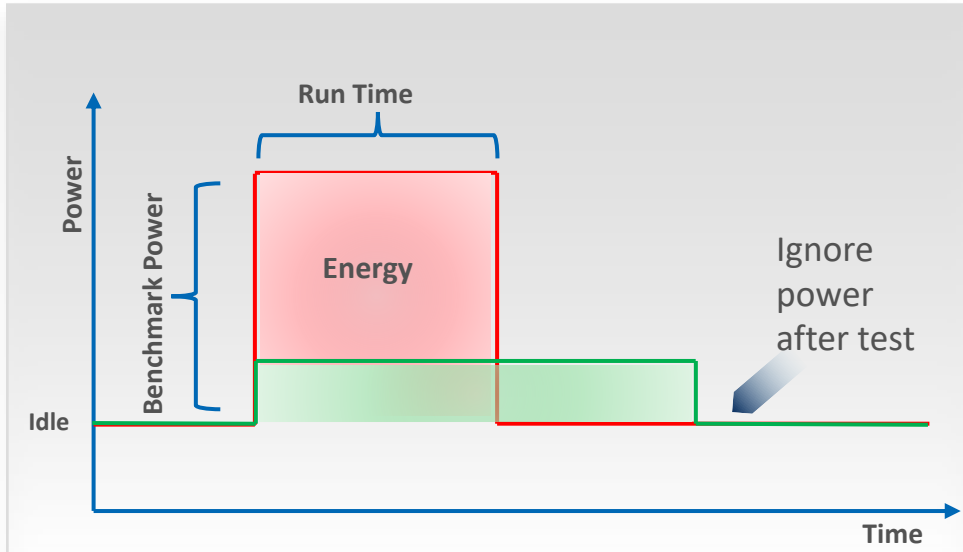 Run Time
Power
Benchmark Power
Energy
Ignore
power
after test
Idle
Time